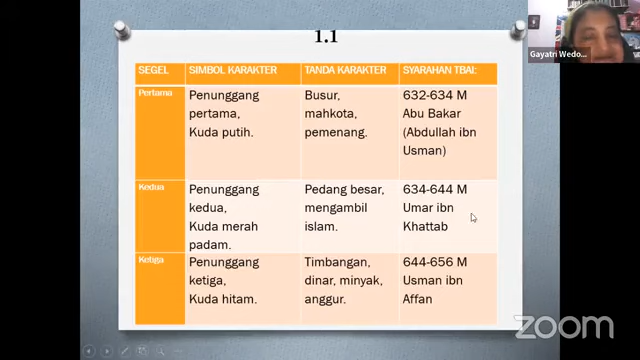 1.1
Gayatri Wedo...
SEGEL SIMBOL KARAKTER TANDA KARAKTER SYARAHAN TBAI:
Pertama
Penunggang
pertama,
Kuda putih.
Busur,
mahkota,
pemenang.
632-634 M
Abu Bakar
(Abdullah ibn
Usman)
Kedua
Penunggang
kedua,
Kuda merah
padam.
Pedang besar,
mengambil
islam.
634-644 M
Umar ibn
Khattab
Ketiga
Penunggang
ketiga,
Kuda hitam.
Timbangan,
dinar, minyak,
anggur.
644-656 M
Usman ibn
Affan
zoom